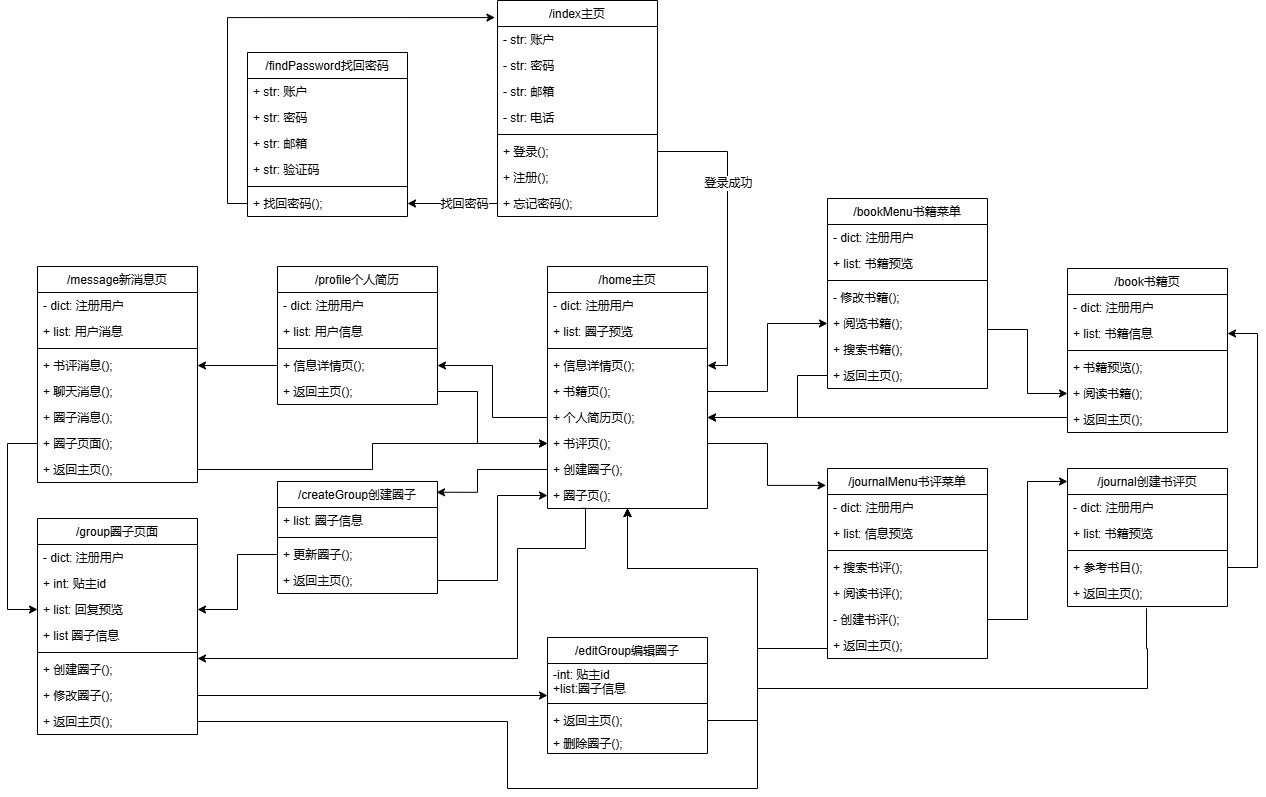 /index主页
- str: 账户
- str: 密码
- str: 邮箱
- str: 电话
+ 登录();
+ 注册();
+ 忘记密码();
/findPassword找回密码
+ str: 账户
+ str: 密码
+ str: 邮箱
+ str: 验证码
+ 找回密码();
找回密码
登录成功
/message新消息页
- dict: 注册用户
+ list: 用户消息
+ 书评消息();
+ 聊天消息();
+ 圈子消息();
+ 圈子页面();
+ 返回主页();
/profile个人简历
- dict: 注册用户
+ list: 用户信息
+ 信息详情页();
+ 返回主页();
/home主页
- dict: 注册用户
+ list: 圈子预览
+ 信息详情页();
+ 书籍页();
+ 个人简历页();
+ 书评页();
+ 创建圈子();
+ 圈子页();
/bookMenu书籍菜单
- dict: 注册用户
+ list: 书籍预览
- 修改书籍();
+ 阅览书籍();
+ 搜索书籍();
+ 返回主页();
/book书籍页
- dict: 注册用户
+ list: 书籍信息
+ 书籍预览();
+ 阅读书籍();
+ 返回主页();
/createGroup创建圈子
+ list: 圈子信息
+ 更新圈子();
+ 返回主页();
/journalMenu书评菜单
- dict: 注册用户
+ list: 信息预览
+ 搜索书评();
+ 阅读书评();
- 创建书评();
+ 返回主页();
/journal创建书评页
- dict: 注册用户
+ list: 书籍预览
+ 参考书目();
+ 返回主页();
/group圈子页面
- dict: 注册用户
+ int: 贴主id
+ list: 回复预览
+ list 圈子信息
+ 创建圈子();
+ 修改圈子();
+ 返回主页();
/editGroup编辑圈子
-int: 贴主id
+list:圈子信息
+ 返回主页();
+ 删除圈子();